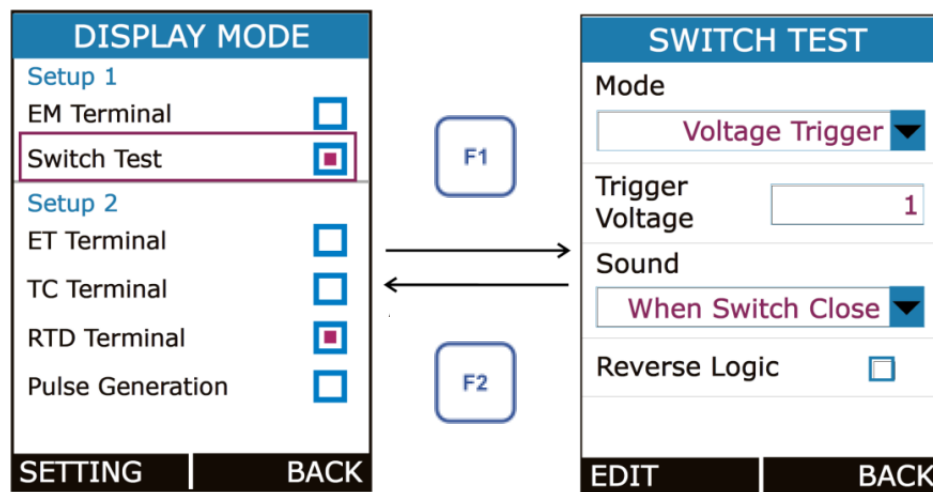 DISPLAY MODE
Setup 1
EM Terminal
Switch Test
Setup 2
ET Terminal
TC Terminal
RTD Terminal
Pulse Generation
SETTING BACK
F1
F2
SWITCH TEST
Mode
Voltage Trigger
Trigger
Voltage
1
Sound
When Switch Close
Reverse Logic
EDIT BACK